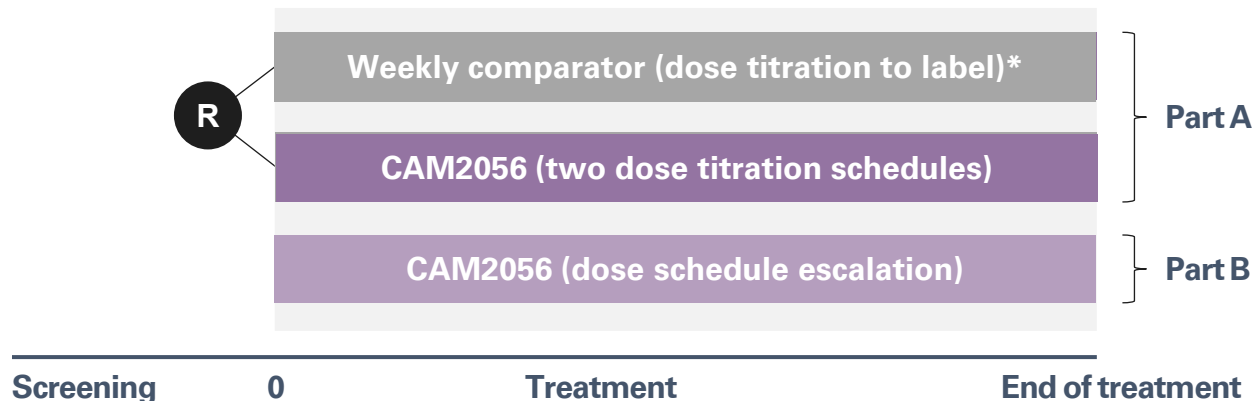 Weekly comparator (dose titration to label)*
R
Part A
CAM2056 (two dose titration schedules)
CAM2056 (dose schedule escalation)
Part B
Screening 0 Treatment End of treatment